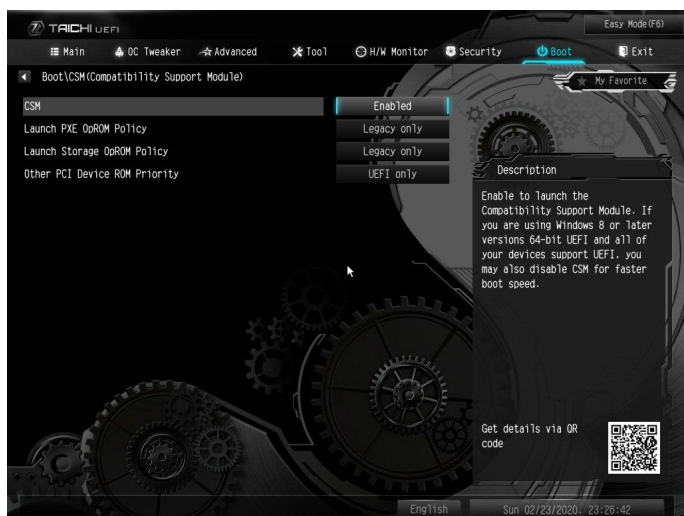 TAICHI UEFI
Easy Mode(F6)
Main OC Tweaker Advanced Tool H/W Monitor Security Boot Exit
Boot\CSM(Compatibility Support Module)
My Favorite
CSM Enabled
Launch PXE OpROM Policy Legacy only
Launch Storage OpROM Policy Legacy only
Other PCI Device ROM Priority UEFI only
Description
Enable to launch the
Compatibility Support Module. If
you are using Windows 8 or later
versions 64-bit UEFI and all of
your devices support UEFI, you
may also disable CSM for faster
boot speed.
Get details via QR
code
English
Sun 02/23/2020, 23:26:42